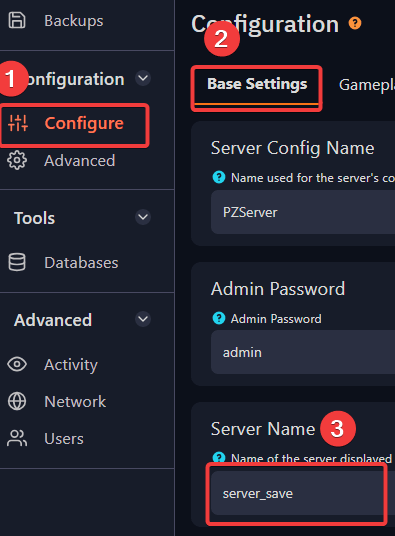 Backups
Configuration
1
Configure
Advanced
Tools
Databases
Advanced
Activity
Network
Users
Configuration ?
2
Base Settings
Gamepla
Server Config Name
? Name used for the server's co
PZServer
Admin Password
? Admin Password
admin
Server Name
3
? Name of the server displayed
server_save